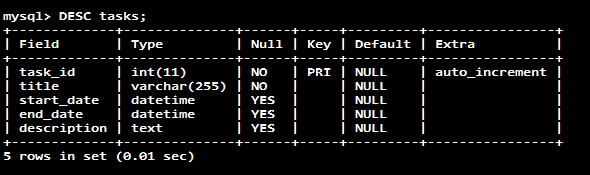 mysql> DESC tasks;
+-------------+--------------+------+-----+---------+----------------+
| Field       | Type         | Null | Key | Default | Extra          |
+-------------+--------------+------+-----+---------+----------------+
| task_id     | int(11)      | NO   | PRI | NULL    | auto_increment |
| title       | varchar(255) | NO   |     | NULL    |                |
| start_date  | datetime     | YES  |     | NULL    |                |
| end_date    | datetime     | YES  |     | NULL    |                |
| description | text         | YES  |     | NULL    |                |
+-------------+--------------+------+-----+---------+----------------+
5 rows in set (0.01 sec)